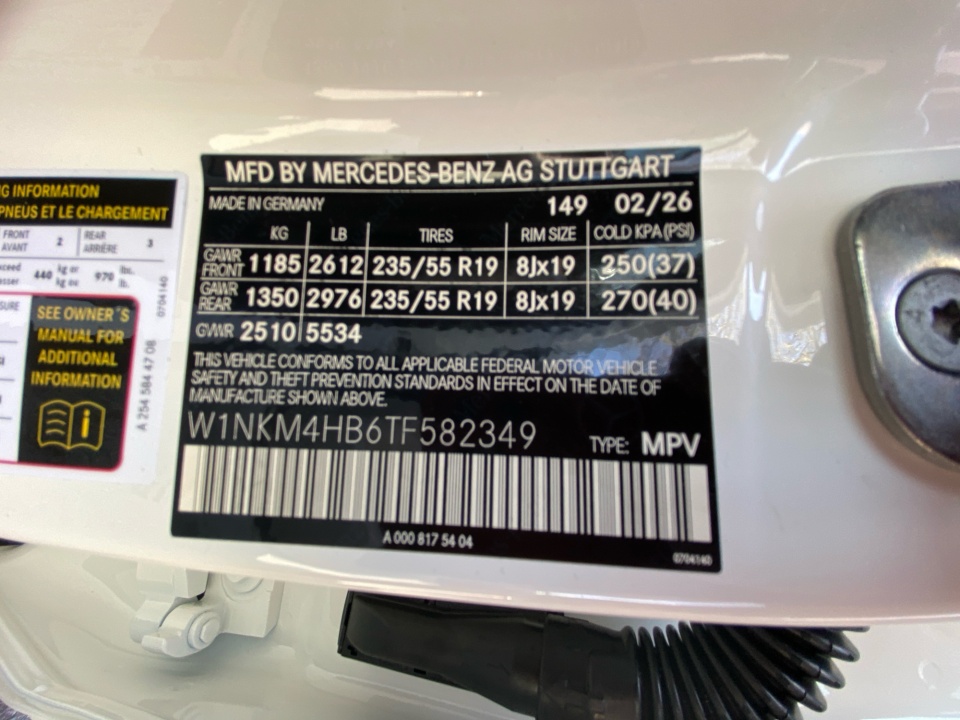 MFD BY MERCEDES-BENZ AG STUTTGART
MADE IN GERMANY 149 02/26
KG LB TIRES RIM SIZE COLD KPA (PSI)
GAWR FRONT 1185 2612 235/55 R19 8Jx19 250(37)
GAWR REAR 1350 2976 235/55 R19 8Jx19 270(40)
GVWR 2510 5534
THIS VEHICLE CONFORMS TO ALL APPLICABLE FEDERAL MOTOR VEHICLE
SAFETY AND THEFT PREVENTION STANDARDS IN EFFECT ON THE DATE OF
MANUFACTURE SHOWN ABOVE.
W1NKM4HB6TF582349 TYPE: MPV
A 000 817 54 04
0704140
INFORMATION
PNEUS ET LE CHARGEMENT
FRONT AVANT 2 REAR ARRIÈRE 3
440 kg or 970 lbs.
kg ou lbs.
SEE OWNER'S
MANUAL FOR
ADDITIONAL
INFORMATION
A 254 584 47 08
0704140